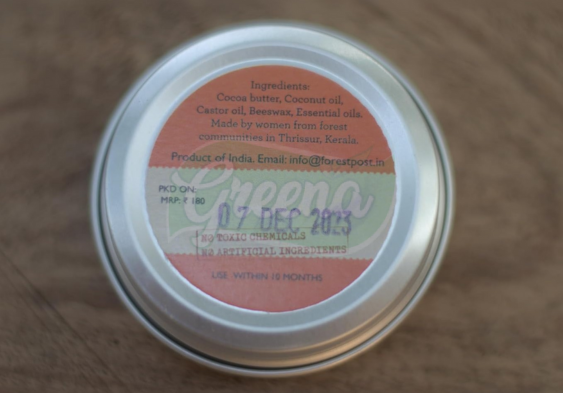 Ingredients:
Cocoa butter, Coconut oil,
Castor oil, Beeswax, Essential oils.
Made by women from forest
communities in Thrissur, Kerala.
Product of India. Email: info@forestpost.in
Greena
PKD ON:
MRP: ₹ 180
07 DEC 2023
NO TOXIC CHEMICALS
NO ARTIFICIAL INGREDIENTS
USE WITHIN 10 MONTHS